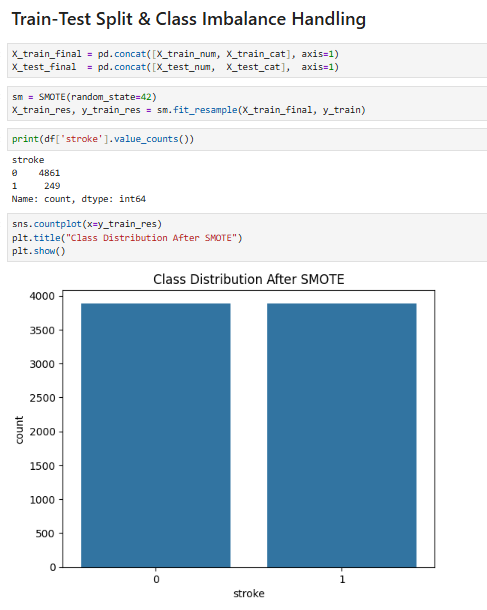 Train-Test Split & Class Imbalance Handling
X_train_final = pd.concat([X_train_num, X_train_cat], axis=1)
X_test_final  = pd.concat([X_test_num,  X_test_cat],  axis=1)
sm = SMOTE(random_state=42)
X_train_res, y_train_res = sm.fit_resample(X_train_final, y_train)
print(df['stroke'].value_counts())
stroke
0    4861
1     249
Name: count, dtype: int64
sns.countplot(x=y_train_res)
plt.title("Class Distribution After SMOTE")
plt.show()
Class Distribution After SMOTE
4000
3500
3000
2500
2000
1500
1000
500
0
count
0 1
stroke